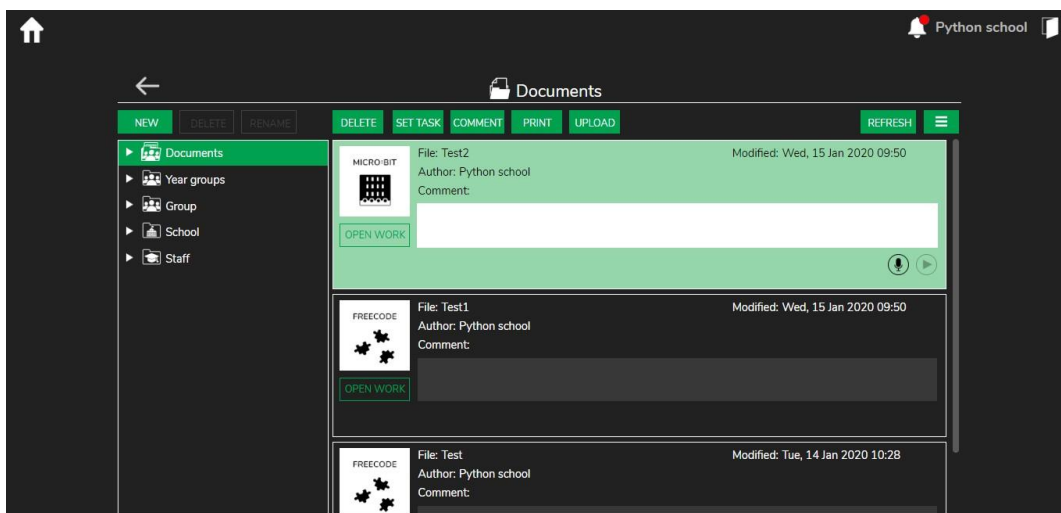 Python school
Documents
NEW DELETE RENAME DELETE SET TASK COMMENT PRINT UPLOAD REFRESH
Documents
Year groups
Group
School
Staff
MICRO:BIT
File: Test2 Modified: Wed, 15 Jan 2020 09:50
Author: Python school
Comment:
OPEN WORK
FREECODE
File: Test1 Modified: Wed, 15 Jan 2020 09:50
Author: Python school
Comment:
OPEN WORK
FREECODE
File: Test Modified: Tue, 14 Jan 2020 10:28
Author: Python school
Comment: